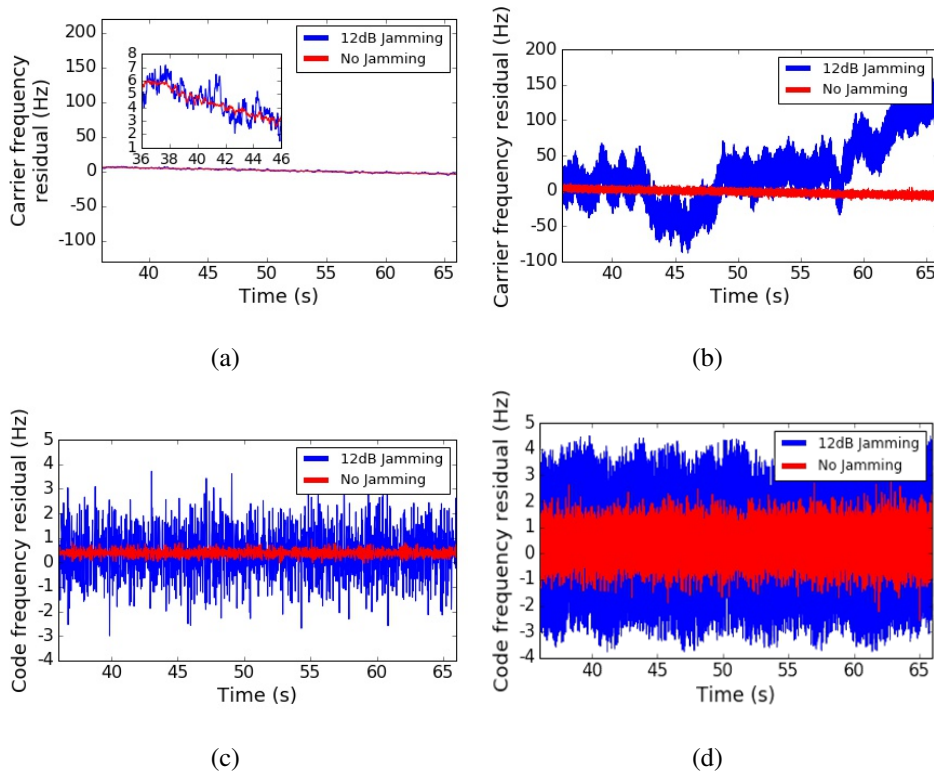 200
150
100
50
0
-50
-100
Carrier frequency
residual (Hz)
8
7
6
5
4
3
2
1
36 38 40 42 44 46
12dB Jamming
No Jamming
40 45 50 55 60 65
Time (s)
(a)
200
150
100
50
0
-50
-100
Carrier frequency residual (Hz)
12dB Jamming
No Jamming
40 45 50 55 60 65
Time (s)
(b)
5
4
3
2
1
0
-1
-2
-3
-4
Code frequency residual (Hz)
12dB Jamming
No Jamming
40 45 50 55 60 65
Time (s)
(c)
5
4
3
2
1
0
-1
-2
-3
-4
Code frequency residual (Hz)
12dB Jamming
No Jamming
40 45 50 55 60 65
Time (s)
(d)